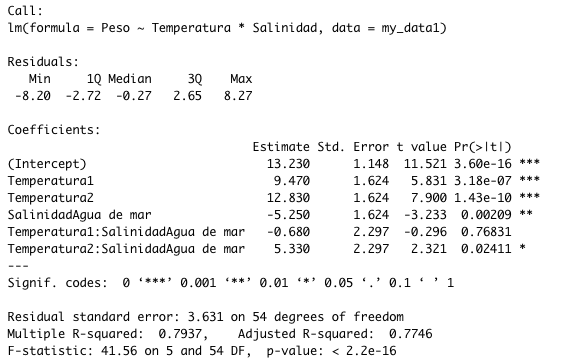 Call:
lm(formula = Peso ~ Temperatura * Salinidad, data = my_data1)
Residuals:
Min 1Q Median 3Q Max
-8.20 -2.72 -0.27 2.65 8.27
Coefficients:
Estimate Std. Error t value Pr(>|t|)
(Intercept) 13.230 1.148 11.521 3.60e-16 ***
Temperatura1 9.470 1.624 5.831 3.18e-07 ***
Temperatura2 12.830 1.624 7.900 1.43e-10 ***
SalinidadAgua de mar -5.250 1.624 -3.233 0.00209 **
Temperatura1:SalinidadAgua de mar -0.680 2.297 -0.296 0.76831
Temperatura2:SalinidadAgua de mar 5.330 2.297 2.321 0.02411 *
---
Signif. codes: 0 ‘***’ 0.001 ‘**’ 0.01 ‘*’ 0.05 ‘.’ 0.1 ‘ ’ 1
Residual standard error: 3.631 on 54 degrees of freedom
Multiple R-squared: 0.7937, Adjusted R-squared: 0.7746
F-statistic: 41.56 on 5 and 54 DF, p-value: < 2.2e-16